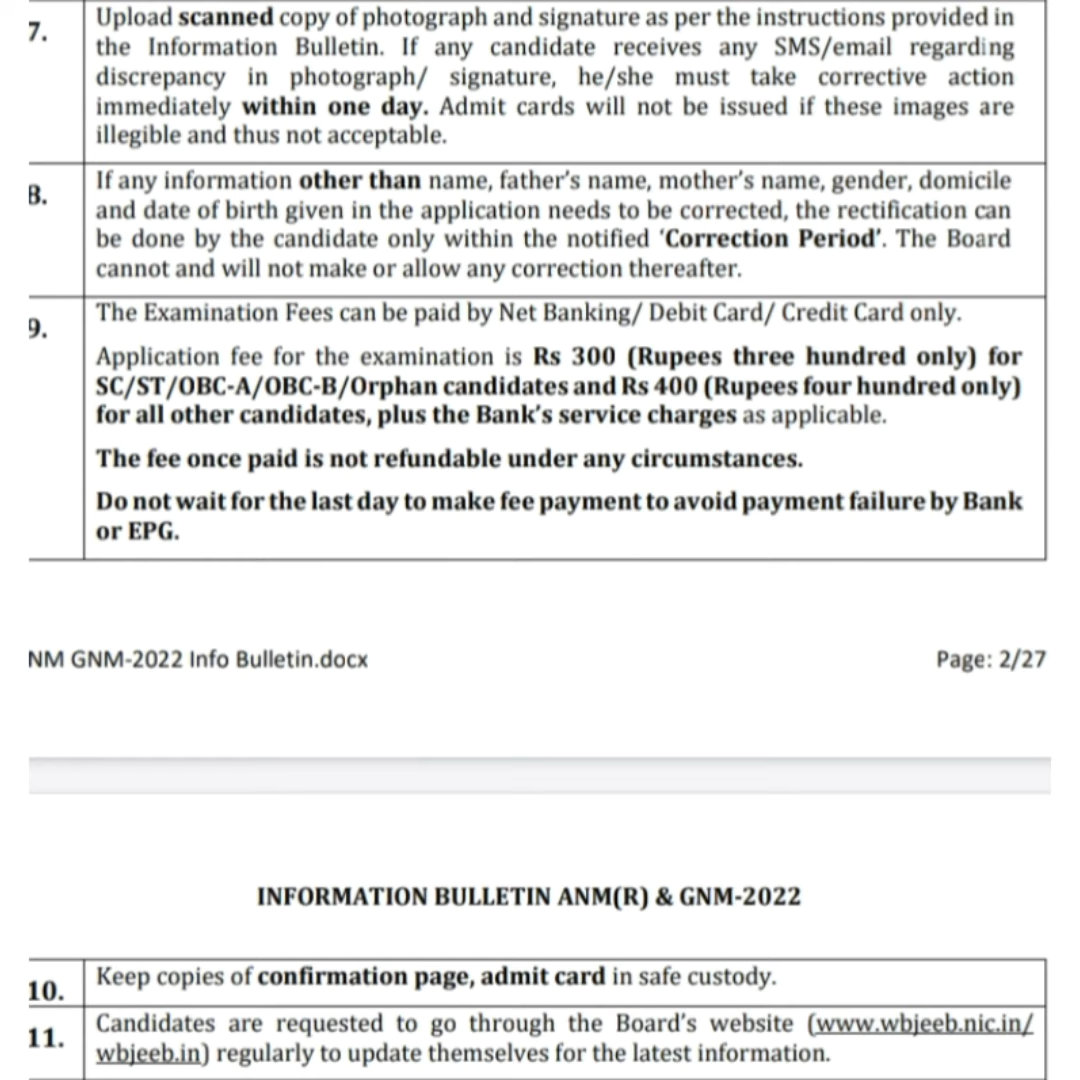 7.
Upload scanned copy of photograph and signature as per the instructions provided in
the Information Bulletin. If any candidate receives any SMS/email regarding
discrepancy in photograph/ signature, he/she must take corrective action
immediately within one day. Admit cards will not be issued if these images are
illegible and thus not acceptable.
8.
If any information other than name, father's name, mother's name, gender, domicile
and date of birth given in the application needs to be corrected, the rectification can
be done by the candidate only within the notified 'Correction Period'. The Board
cannot and will not make or allow any correction thereafter.
9.
The Examination Fees can be paid by Net Banking/ Debit Card/ Credit Card only.
Application fee for the examination is Rs 300 (Rupees three hundred only) for
SC/ST/OBC-A/OBC-B/Orphan candidates and Rs 400 (Rupees four hundred only)
for all other candidates, plus the Bank's service charges as applicable.
The fee once paid is not refundable under any circumstances.
Do not wait for the last day to make fee payment to avoid payment failure by Bank
or EPG.
NM GNM-2022 Info Bulletin.docx Page: 2/27
INFORMATION BULLETIN ANM(R) & GNM-2022
10.
Keep copies of confirmation page, admit card in safe custody.
11.
Candidates are requested to go through the Board's website (www.wbjeeb.nic.in/
wbjeeb.in) regularly to update themselves for the latest information.